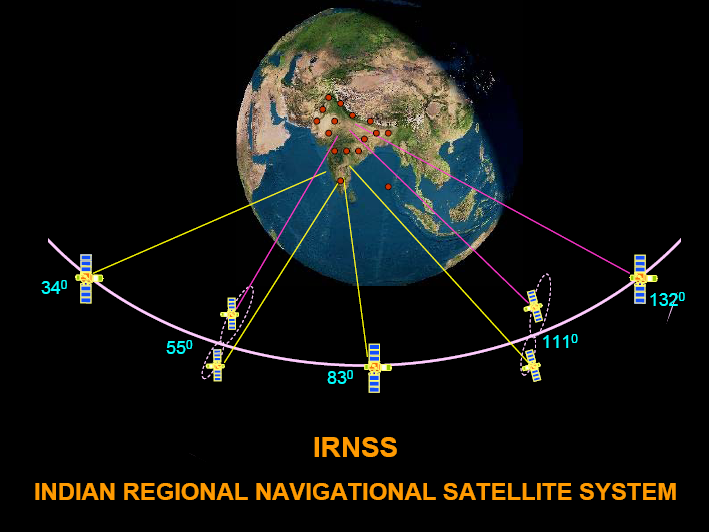 34⁰
132⁰
55⁰
111⁰
83⁰
IRNSS
INDIAN REGIONAL NAVIGATIONAL SATELLITE SYSTEM